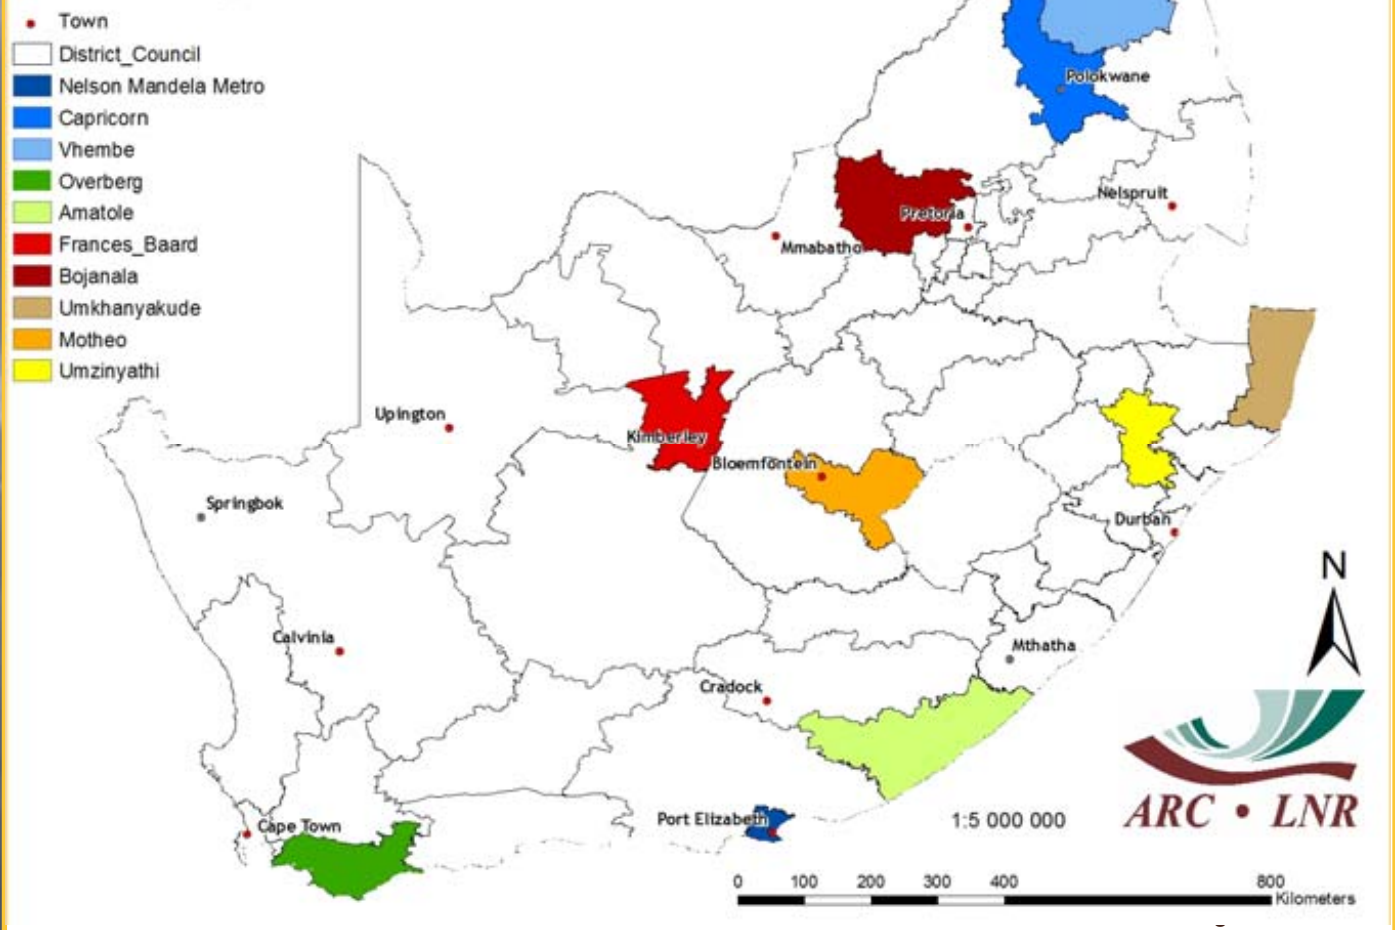 Town
District_Council
Nelson Mandela Metro
Capricorn
Vhembe
Overberg
Amatole
Frances_Baard
Bojanala
Umkhanyakude
Motheo
Umzinyathi
Polokwane
Nelspruit
Pretoria
Mmabatho
Upington
Kimberley
Bloemfontein
Springbok
Durban
N
Calvinia
Mthatha
Cradock
Cape Town
Port Elizabeth
1:5 000 000
ARC • LNR
0 100 200 300 400 800
Kilometers